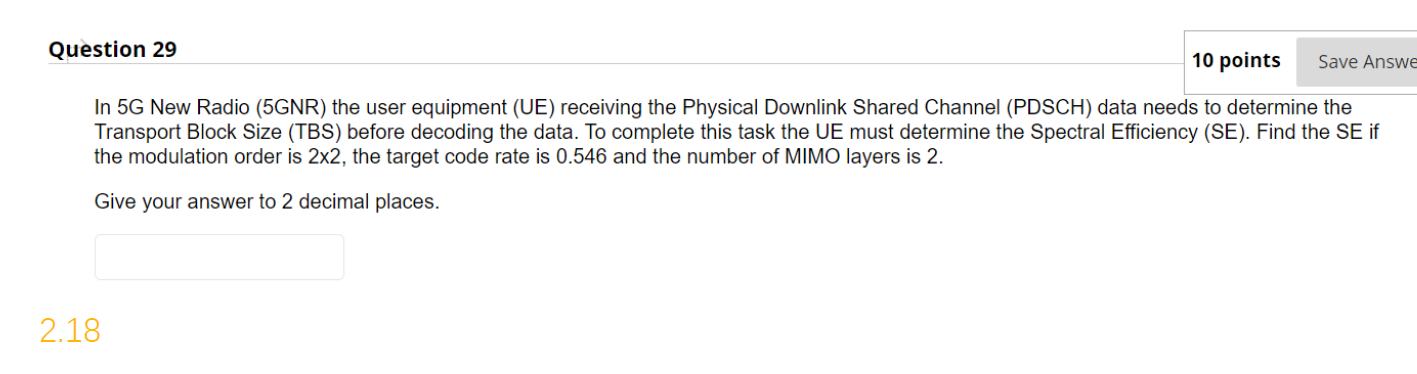 Question 29
10 points
Save Answe
In 5G New Radio (5GNR) the user equipment (UE) receiving the Physical Downlink Shared Channel (PDSCH) data needs to determine the
Transport Block Size (TBS) before decoding the data. To complete this task the UE must determine the Spectral Efficiency (SE). Find the SE if
the modulation order is 2x2, the target code rate is 0.546 and the number of MIMO layers is 2.
Give your answer to 2 decimal places.
2.18